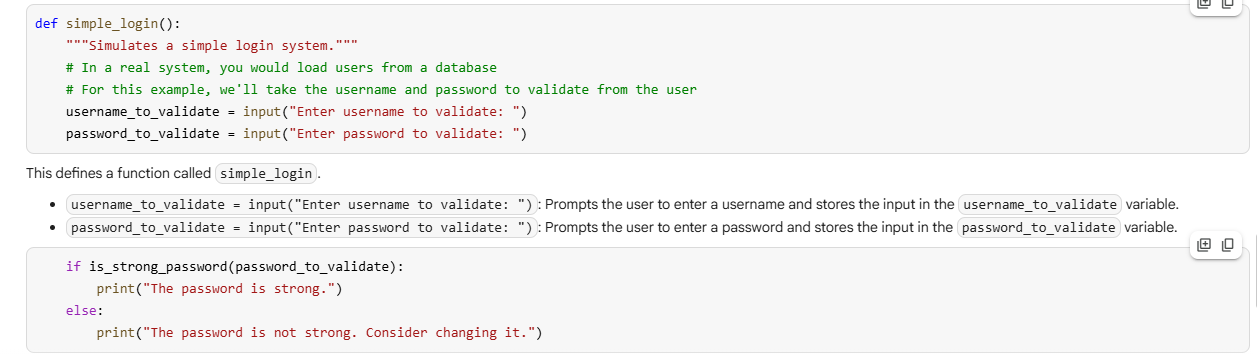 def simple_login():
    """Simulates a simple login system."""
    # In a real system, you would load users from a database
    # For this example, we'll take the username and password to validate from the user
    username_to_validate = input("Enter username to validate: ")
    password_to_validate = input("Enter password to validate: ")
This defines a function called simple_login.
• username_to_validate = input("Enter username to validate: "): Prompts the user to enter a username and stores the input in the username_to_validate variable.
• password_to_validate = input("Enter password to validate: "): Prompts the user to enter a password and stores the input in the password_to_validate variable.
    if is_strong_password(password_to_validate):
        print("The password is strong.")
    else:
        print("The password is not strong. Consider changing it.")